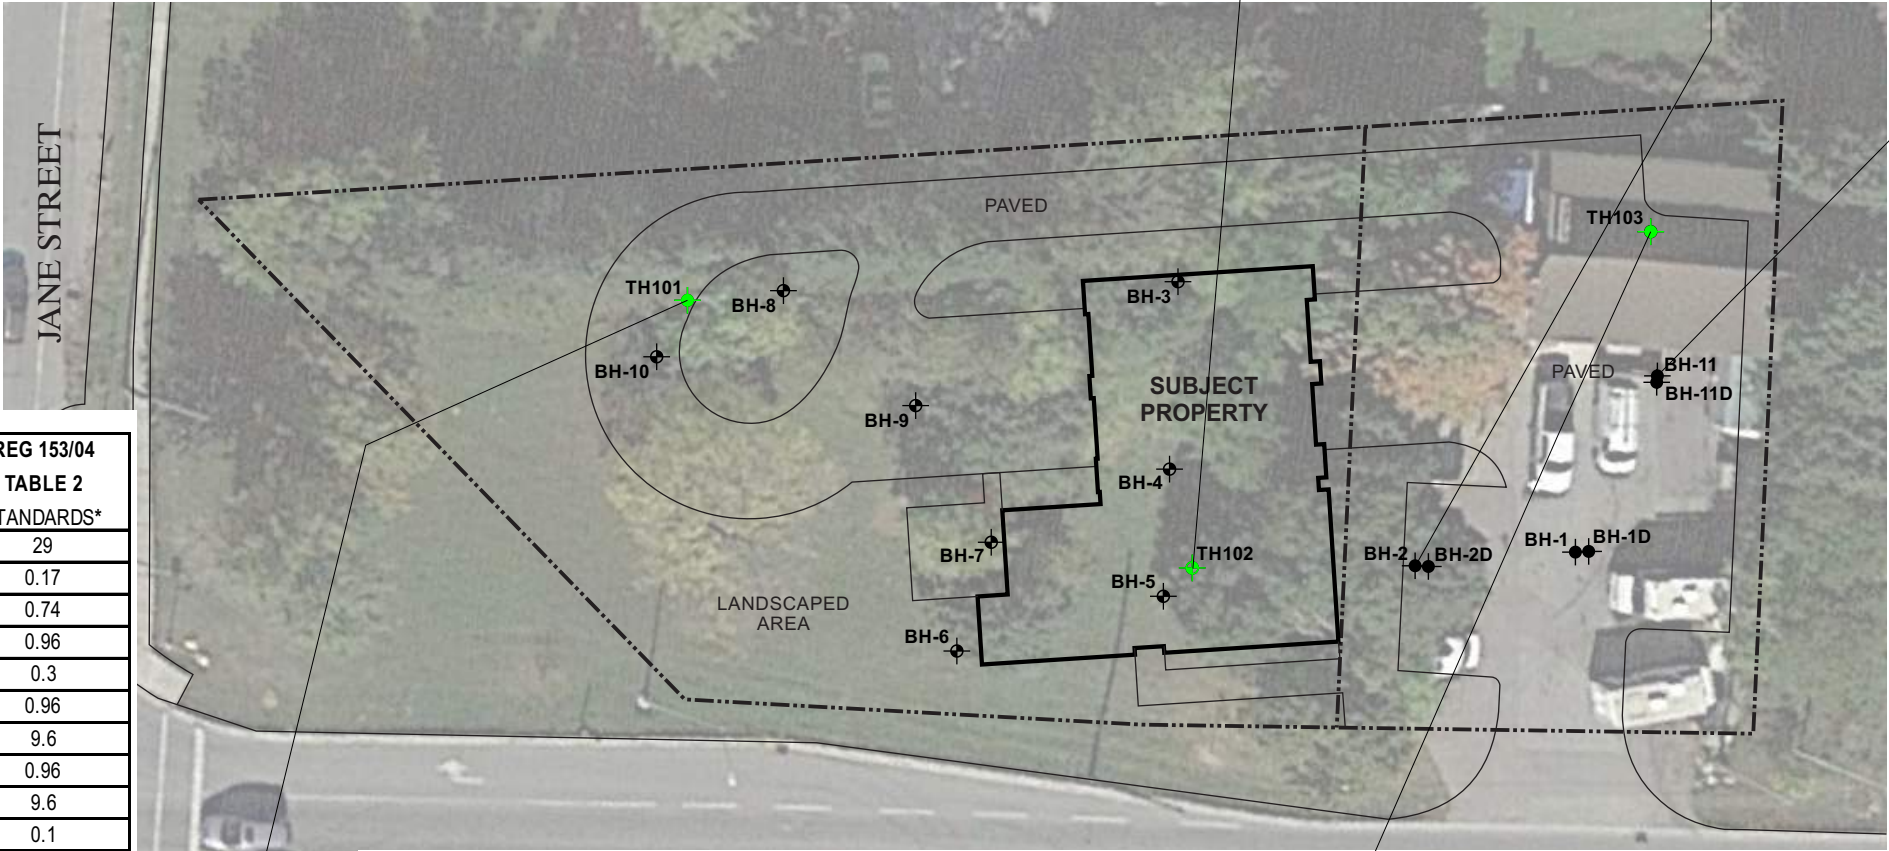 JANE STREET
PAVED
TH103
TH101
BH-8
BH-3
BH-10
SUBJECT
PROPERTY
PAVED
BH-11
BH-11D
BH-9
BH-4
REG 153/04
TABLE 2
TANDARDS*
29
0.17
0.74
0.96
0.3
0.96
9.6
0.96
9.6
0.1
BH-7
TH102
BH-2
BH-2D
BH-1
BH-1D
BH-5
LANDSCAPED
AREA
BH-6